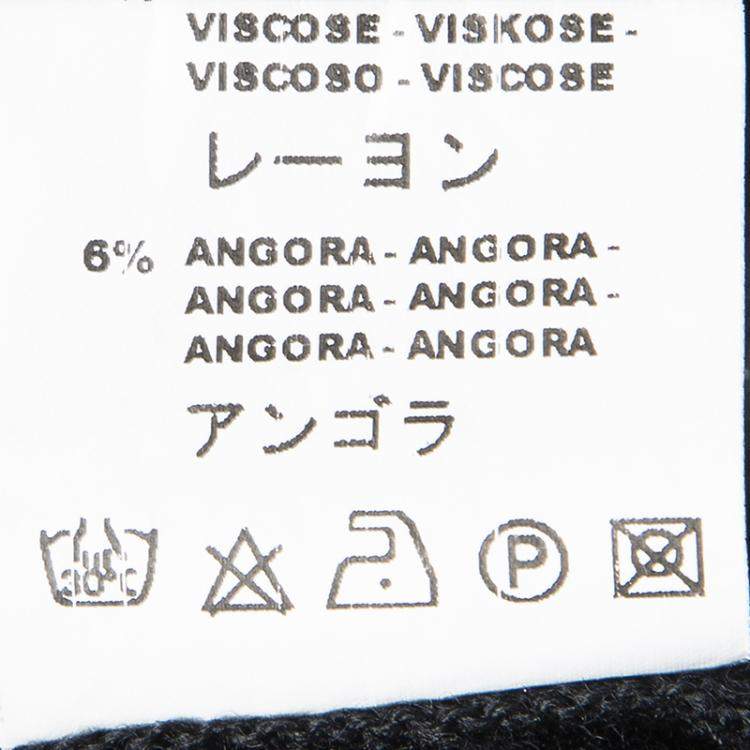 VISCOSE - VISKOSE -
VISCOSO - VISCOSE
レーヨン
6% ANGORA - ANGORA -
ANGORA - ANGORA -
ANGORA - ANGORA
アンゴラ
30°C P